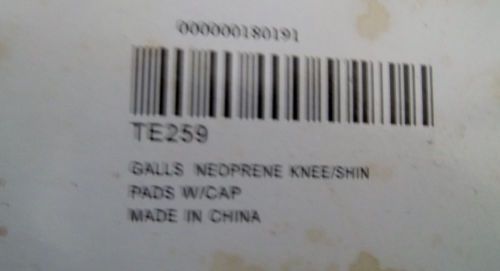 000000180191
TE259
GALLS NEOPRENE KNEE/SHIN
PADS W/CAP
MADE IN CHINA